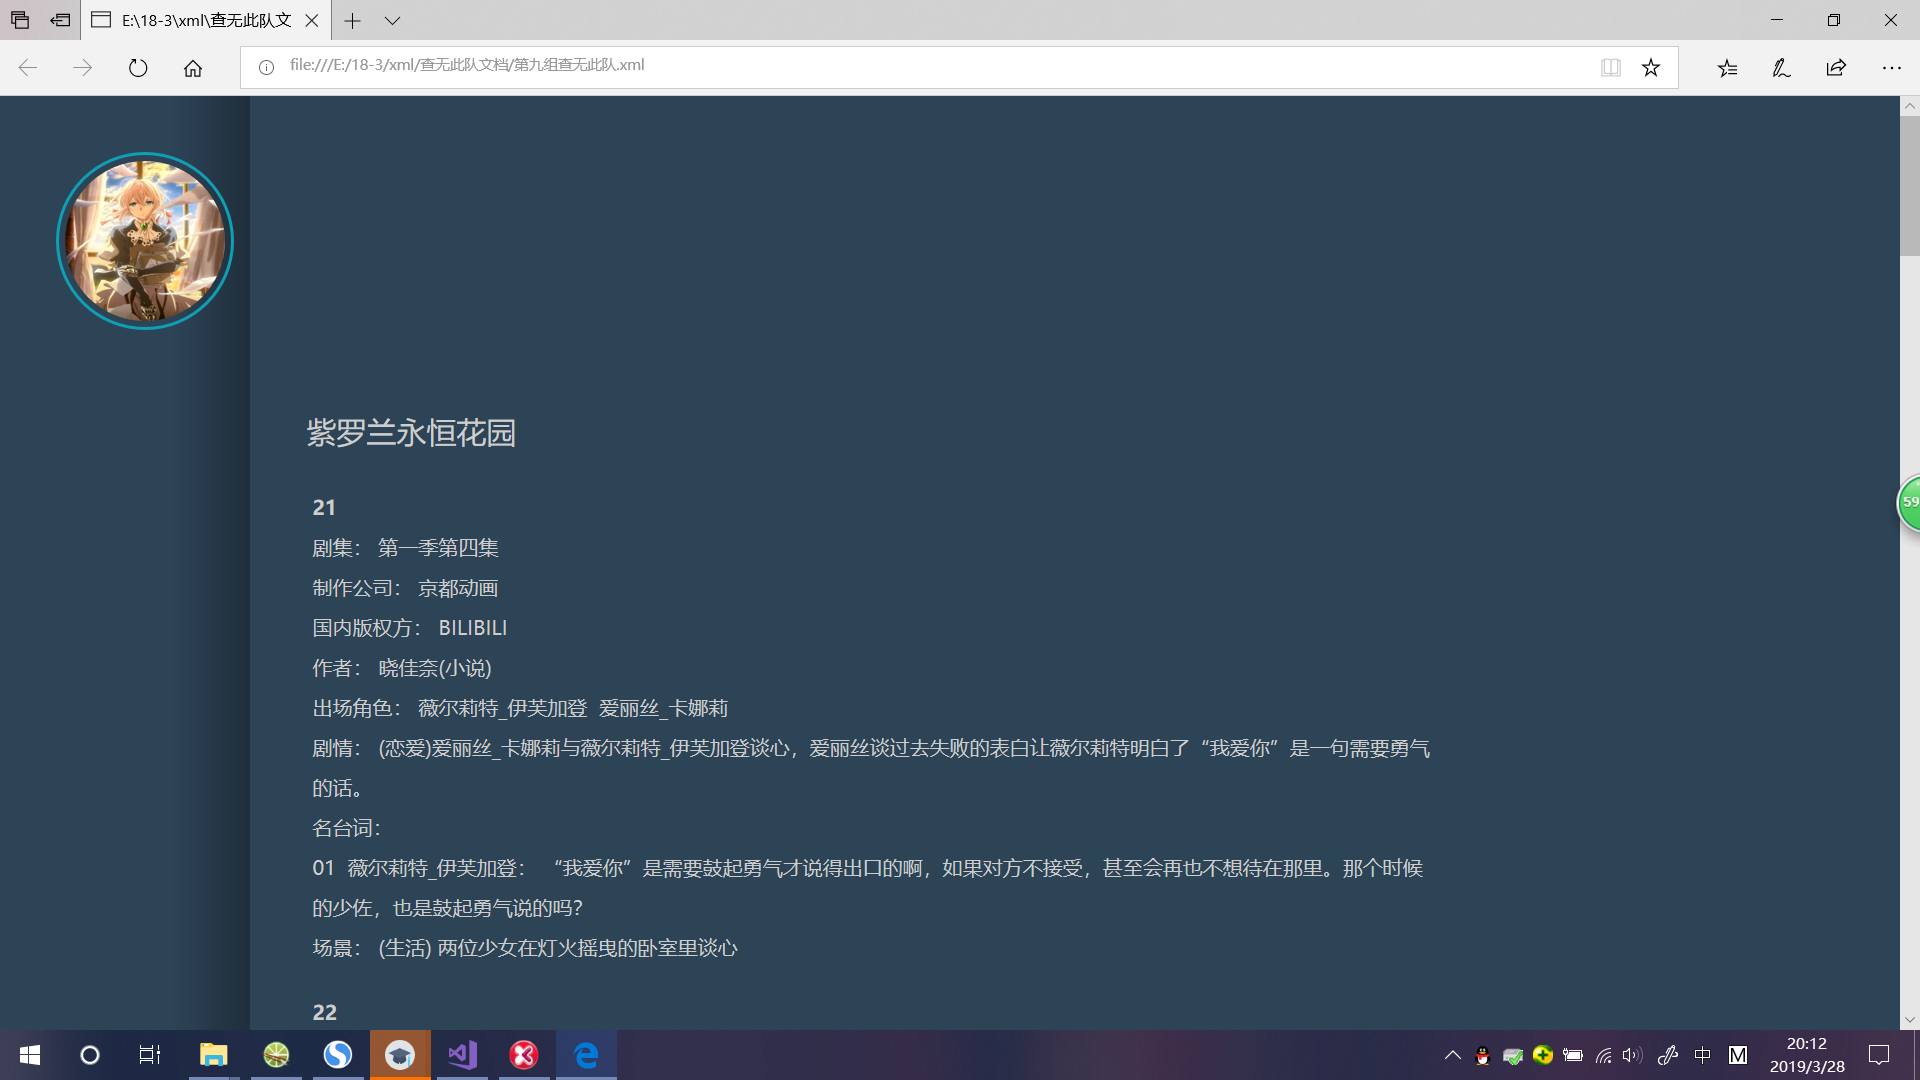 E:\18-3\xml\查无此队文
file:///E:/18-3/xml/查无此队文档/第九组查无此队.xml
紫罗兰永恒花园
21
剧集： 第一季第四集
制作公司： 京都动画
国内版权方： BILIBILI
作者： 晓佳奈(小说)
出场角色： 薇尔莉特_伊芙加登 爱丽丝_卡娜莉
剧情： (恋爱)爱丽丝_卡娜莉与薇尔莉特_伊芙加登谈心，爱丽丝谈过去失败的表白让薇尔莉特明白了“我爱你”是一句需要勇气
的话。
名台词：
01 薇尔莉特_伊芙加登： “我爱你”是需要鼓起勇气才说得出口的啊，如果对方不接受，甚至会再也不想待在那里。那个时候
的少佐，也是鼓起勇气说的吗？
场景： (生活) 两位少女在灯火摇曳的卧室里谈心
22
59
中
M
20:12
2019/3/28